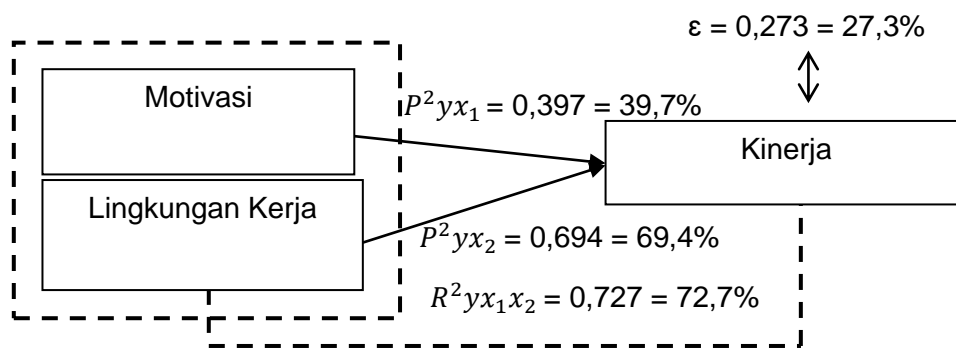 ε = 0,273 = 27,3%
Motivasi
𝑃²𝑦𝑥₁ = 0,397 = 39,7%
Kinerja
Lingkungan Kerja
𝑃²𝑦𝑥₂ = 0,694 = 69,4%
𝑅²𝑦𝑥₁𝑥₂ = 0,727 = 72,7%